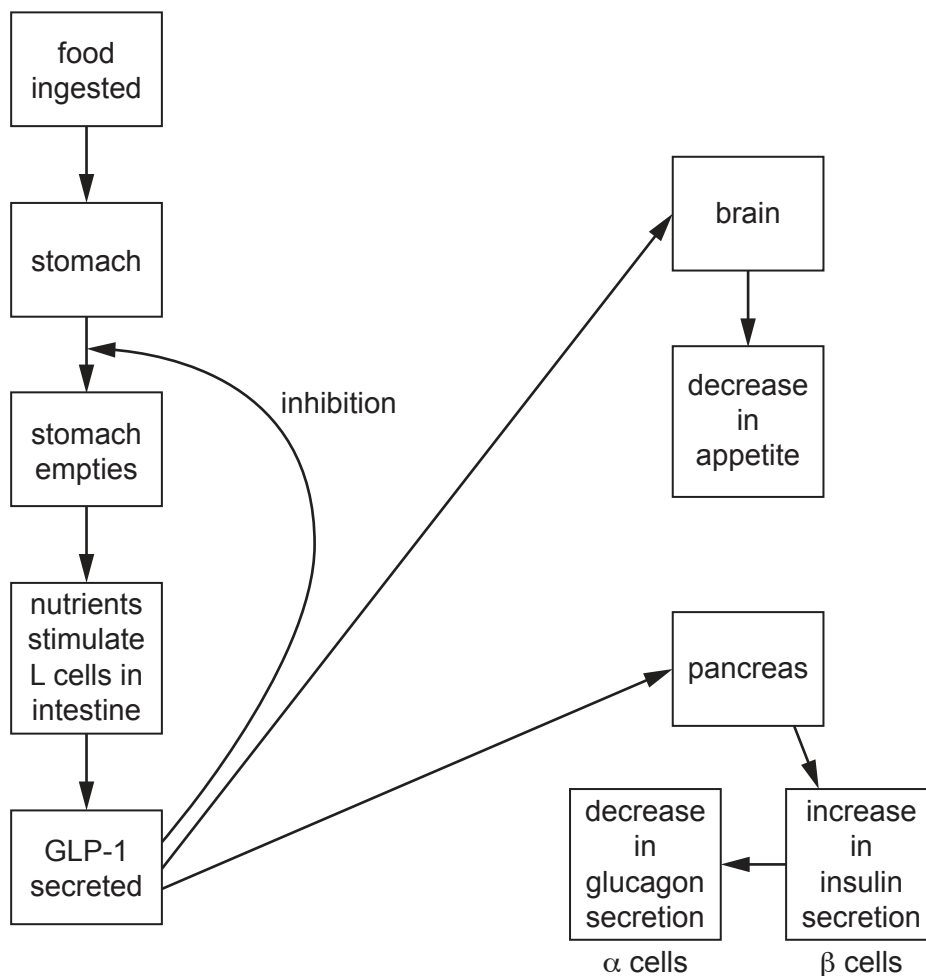 food
ingested
stomach
stomach
empties
nutrients
stimulate
L cells in
intestine
GLP-1
secreted
inhibition
brain
decrease
in
appetite
pancreas
decrease
in
glucagon
secretion
α cells
increase
in
insulin
secretion
β cells